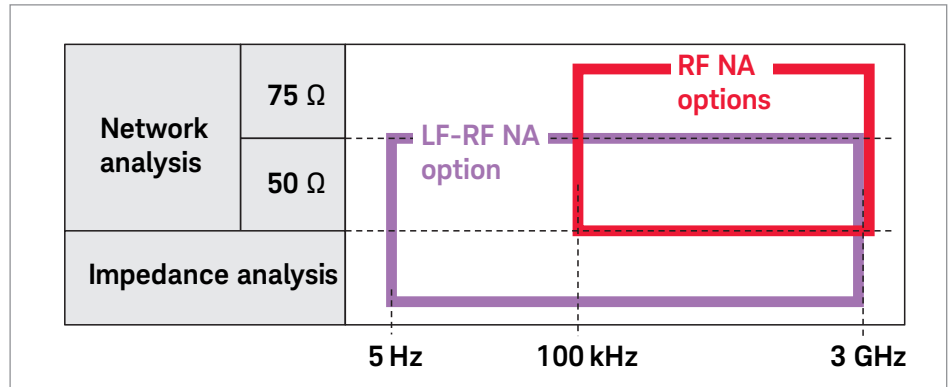 Network
analysis
75 Ω
50 Ω
Impedance analysis
RF NA
options
LF-RF NA
option
5 Hz
100 kHz
3 GHz